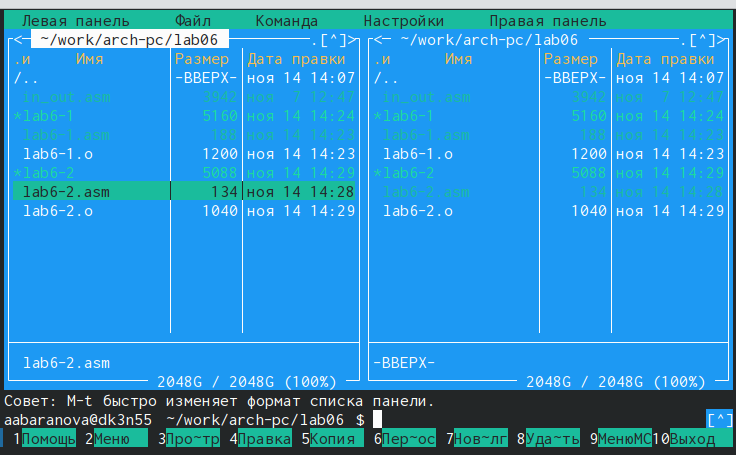 Левая панель Файл Команда Настройки Правая панель
<─ ~/work/arch-pc/lab06 ─.[^]> <─ ~/work/arch-pc/lab06 ─.[^]>
.и Имя Размер Дата правки .и Имя Размер Дата правки
/.. -ВВЕРХ- ноя 14 14:07 /.. -ВВЕРХ- ноя 14 14:07
in_out.asm 3942 ноя 7 12:47 in_out.asm 3942 ноя 7 12:47
*lab6-1 5160 ноя 14 14:24 *lab6-1 5160 ноя 14 14:24
lab6-1.asm 188 ноя 14 14:23 lab6-1.asm 188 ноя 14 14:23
lab6-1.o 1200 ноя 14 14:23 lab6-1.o 1200 ноя 14 14:23
*lab6-2 5088 ноя 14 14:29 *lab6-2 5088 ноя 14 14:29
lab6-2.asm 134 ноя 14 14:28 lab6-2.asm 134 ноя 14 14:28
lab6-2.o 1040 ноя 14 14:29 lab6-2.o 1040 ноя 14 14:29
lab6-2.asm -ВВЕРХ-
2048G / 2048G (100%) 2048G / 2048G (100%)
Совет: M-t быстро изменяет формат списка панели.
aabaranova@dk3n55 ~/work/arch-pc/lab06 $ [^]
1Помощь 2Меню 3Про~тр 4Правка 5Копия 6Пер~ос 7Нов~лг 8Уда~ть 9МенюMC 10Выход